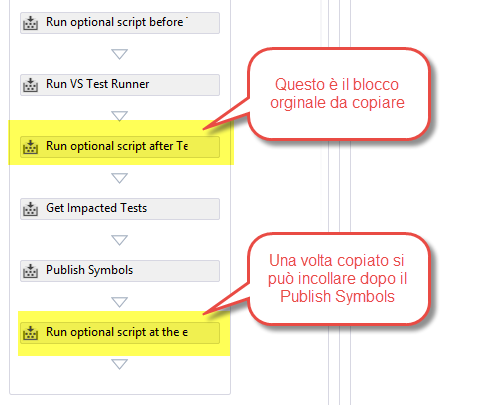 Run optional script before
Run VS Test Runner
Questo è il blocco
orginale da copiare
Run optional script after Te
Get Impacted Tests
Publish Symbols
Una volta copiato si
può incollare dopo il
Publish Symbols
Run optional script at the e